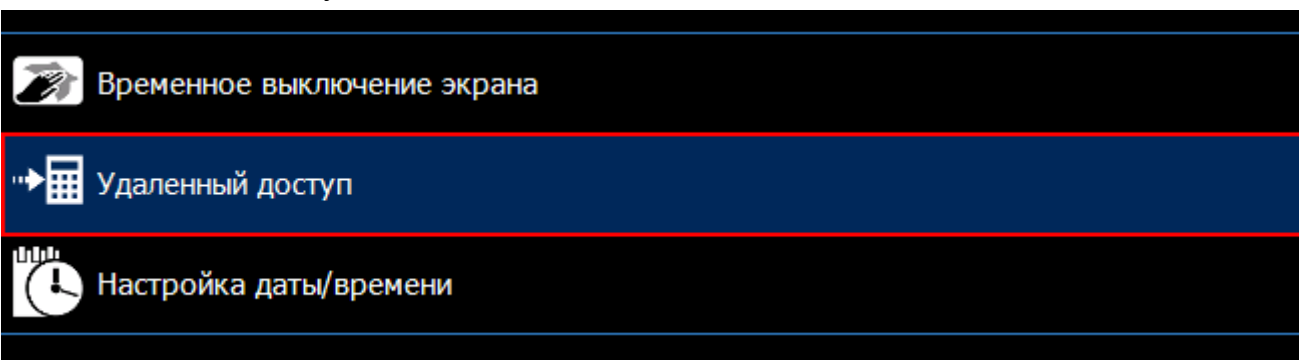 Временное выключение экрана
Удаленный доступ
Настройка даты/времени